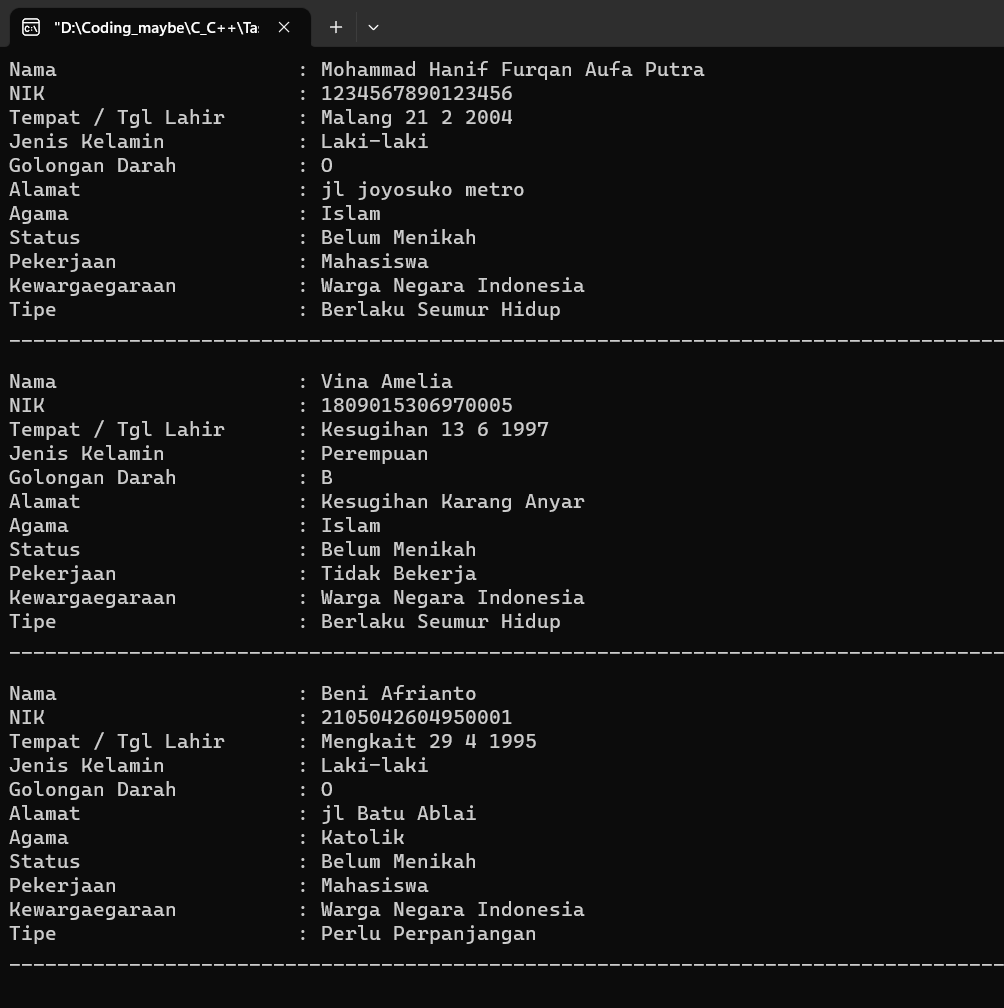 "D:\Coding_maybe\C_C++\Ta
Nama : Mohammad Hanif Furqan Aufa Putra
NIK : 1234567890123456
Tempat / Tgl Lahir : Malang 21 2 2004
Jenis Kelamin : Laki-laki
Golongan Darah : O
Alamat : jl joyosuko metro
Agama : Islam
Status : Belum Menikah
Pekerjaan : Mahasiswa
Kewargaegaraan : Warga Negara Indonesia
Tipe : Berlaku Seumur Hidup
Nama : Vina Amelia
NIK : 1809015306970005
Tempat / Tgl Lahir : Kesugihan 13 6 1997
Jenis Kelamin : Perempuan
Golongan Darah : B
Alamat : Kesugihan Karang Anyar
Agama : Islam
Status : Belum Menikah
Pekerjaan : Tidak Bekerja
Kewargaegaraan : Warga Negara Indonesia
Tipe : Berlaku Seumur Hidup
Nama : Beni Afrianto
NIK : 2105042604950001
Tempat / Tgl Lahir : Mengkait 29 4 1995
Jenis Kelamin : Laki-laki
Golongan Darah : O
Alamat : jl Batu Ablai
Agama : Katolik
Status : Belum Menikah
Pekerjaan : Mahasiswa
Kewargaegaraan : Warga Negara Indonesia
Tipe : Perlu Perpanjangan